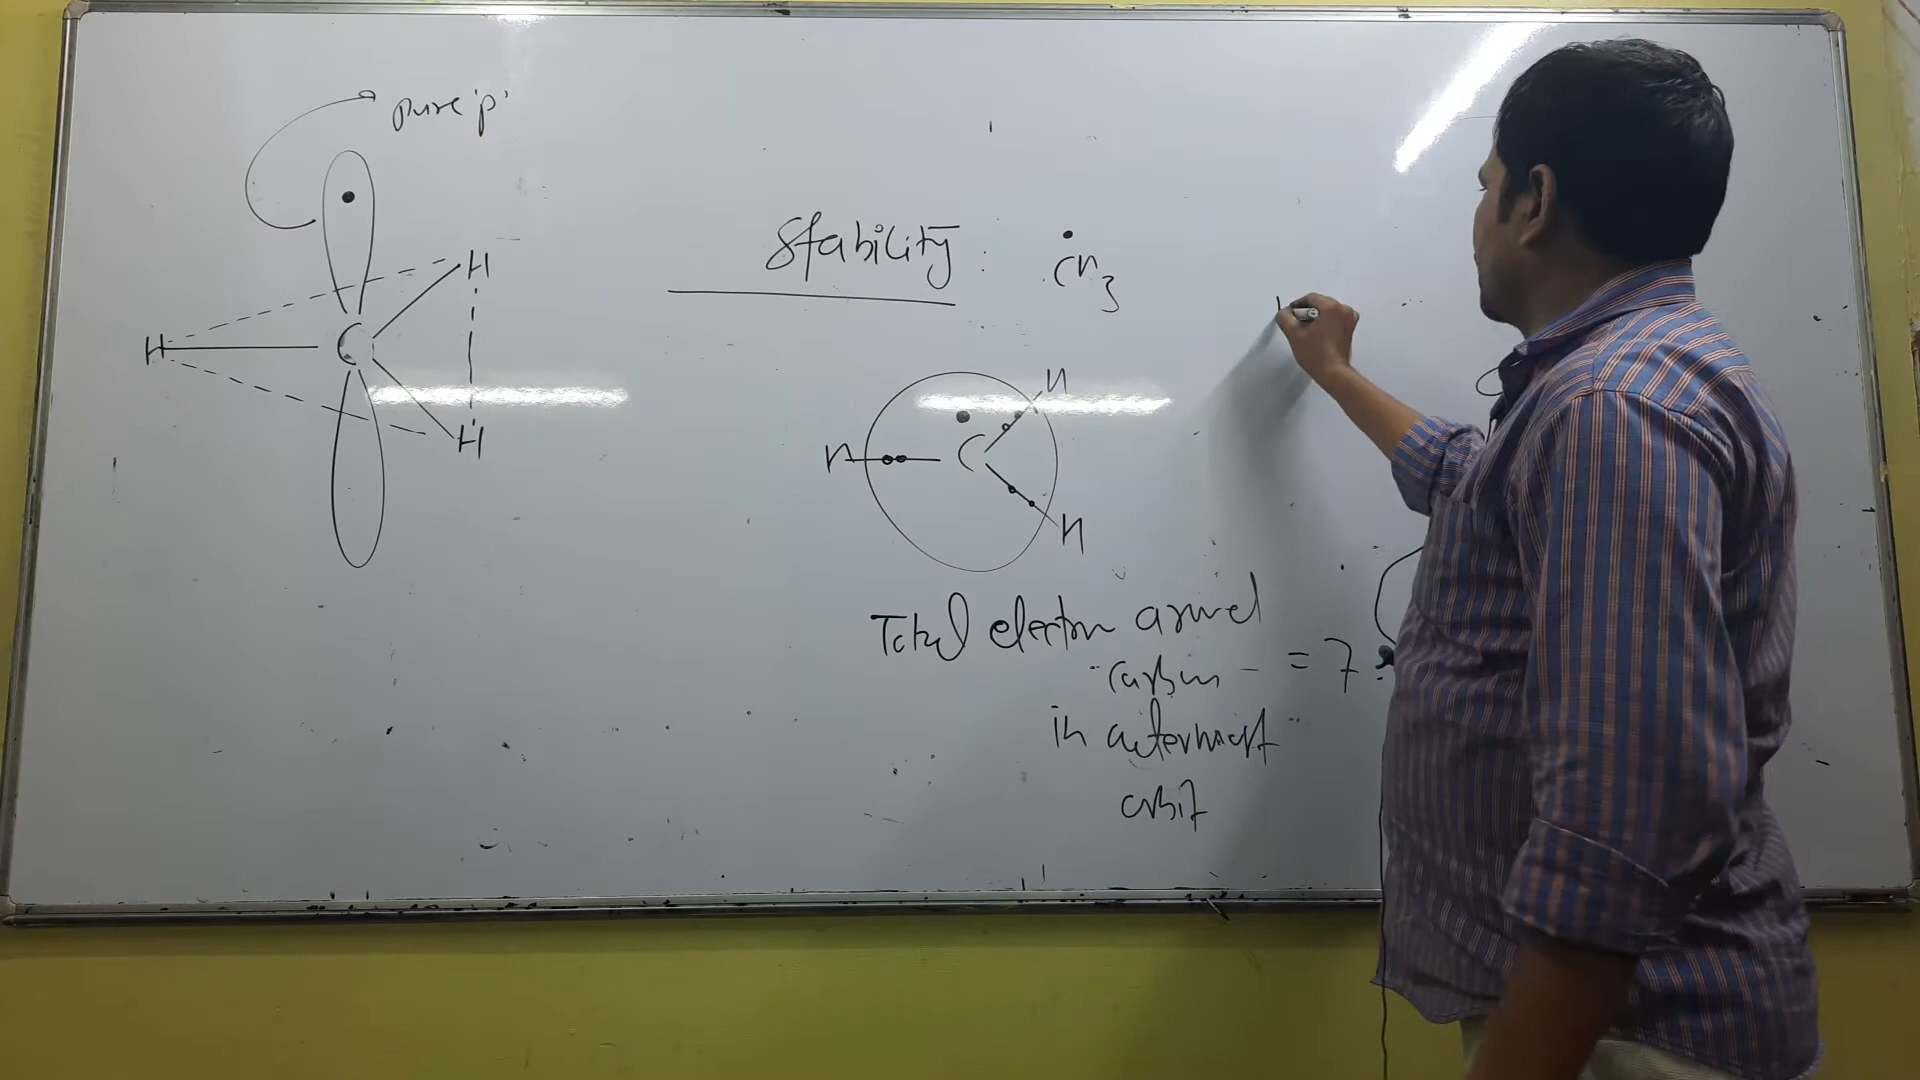 pure 'p'
H
H
C
H
Stability : ĊH3
H
H
C
H
Total electron around
carbon = 7
in outermost
orbit